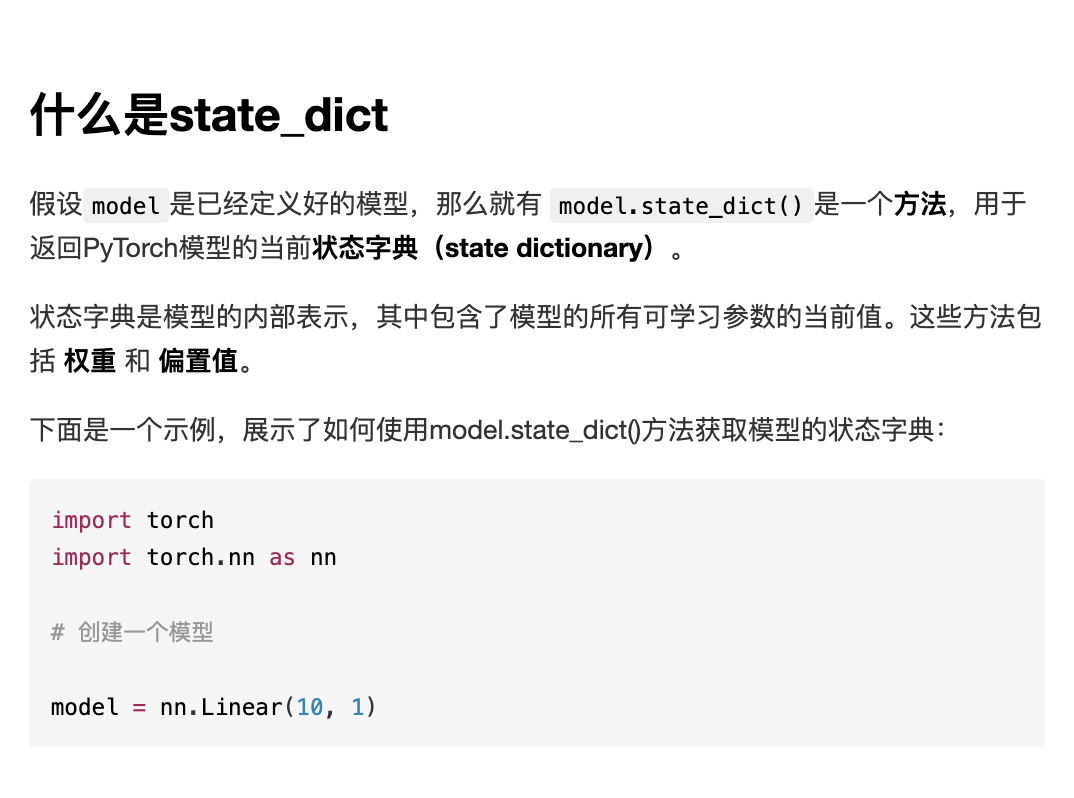 什么是state_dict
假设 model 是已经定义好的模型，那么就有 model.state_dict() 是一个方法，用于
返回PyTorch模型的当前状态字典（state dictionary）。
状态字典是模型的内部表示，其中包含了模型的所有可学习参数的当前值。这些方法包
括 权重 和 偏置值。
下面是一个示例，展示了如何使用model.state_dict()方法获取模型的状态字典：
import torch
import torch.nn as nn
# 创建一个模型
model = nn.Linear(10, 1)